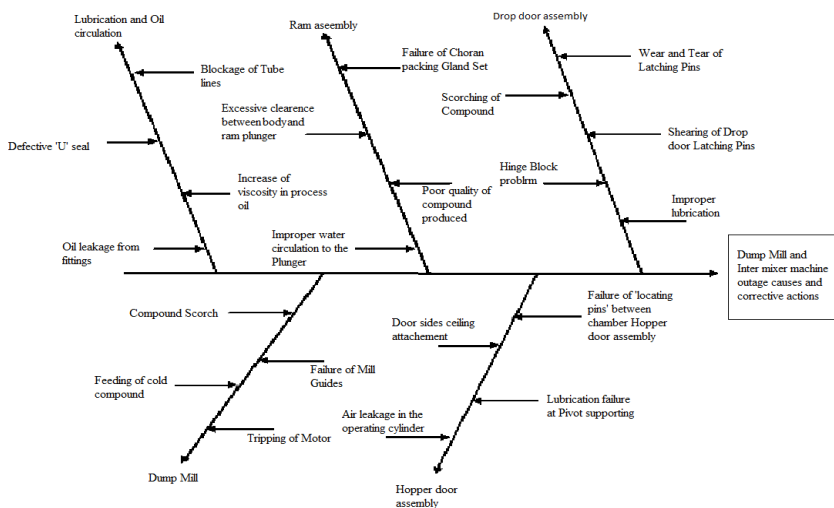 Lubrication and Oil
circulation
Blockage of Tube
lines
Defective 'U' seal
Increase of
viscosity in process
oil
Oil leakage from
fittings
Ram aseembly
Failure of Choran
packing Gland Set
Excessive clearence
between body and
ram plunger
Poor quality of
compound
produced
Improper water
circulation to the
Plunger
Drop door assembly
Wear and Tear of
Latching Pins
Scorching of
Compound
Shearing of Drop
door Latching Pins
Hinge Block
problrm
Improper
lubrication
Dump Mill and
Inter mixer machine
outage causes and
corrective actions
Compound Scorch
Failure of Mill
Guides
Feeding of cold
compound
Tripping of Motor
Dump Mill
Failure of 'locating
pins' between
chamber Hopper
door assembly
Door sides ceiling
attachement
Lubrication failure
at Pivot supporting
Air leakage in the
operating cylinder
Hopper door
assembly